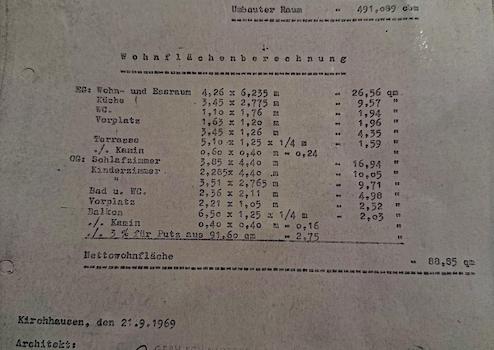 Umbauter Raum = 491,089 cbm
Wohnflächenberechnung
EG: Wohn- und Essraum 4,26 x 6,235 m = 26,56 qm
Küche 3,45 x 2,775 m = 9,57 "
WC. 1,10 x 1,76 m = 1,94 "
Vorplatz 1,63 x 1,20 m = 1,96 "
" 3,45 x 1,26 m = 4,35 "
Terrasse 5,10 x 1,25 x 1/4 m = 1,59 "
./. Kamin 0,60 x 0,40 m = 0,24
OG: Schlafzimmer 3,85 x 4,40 m = 16,94 "
Kinderzimmer 2,285x 4,40 m = 10,05 "
" 3,51 x 2,765 m = 9,71 "
Bad u. WC. 2,36 x 2,11 m = 4,98 "
Vorplatz 2,21 x 1,05 m = 2,32 "
Balkon 6,50 x 1,25 x 1/4 m = 2,03 "
./. Kamin 0,40 x 0,40 m = 0,16
./. 3 % für Putz aus 91,60 qm = 2,75
Nettowohnfläche = 88,85 qm
Kirchhausen, den 21.9.1969
Architekt: